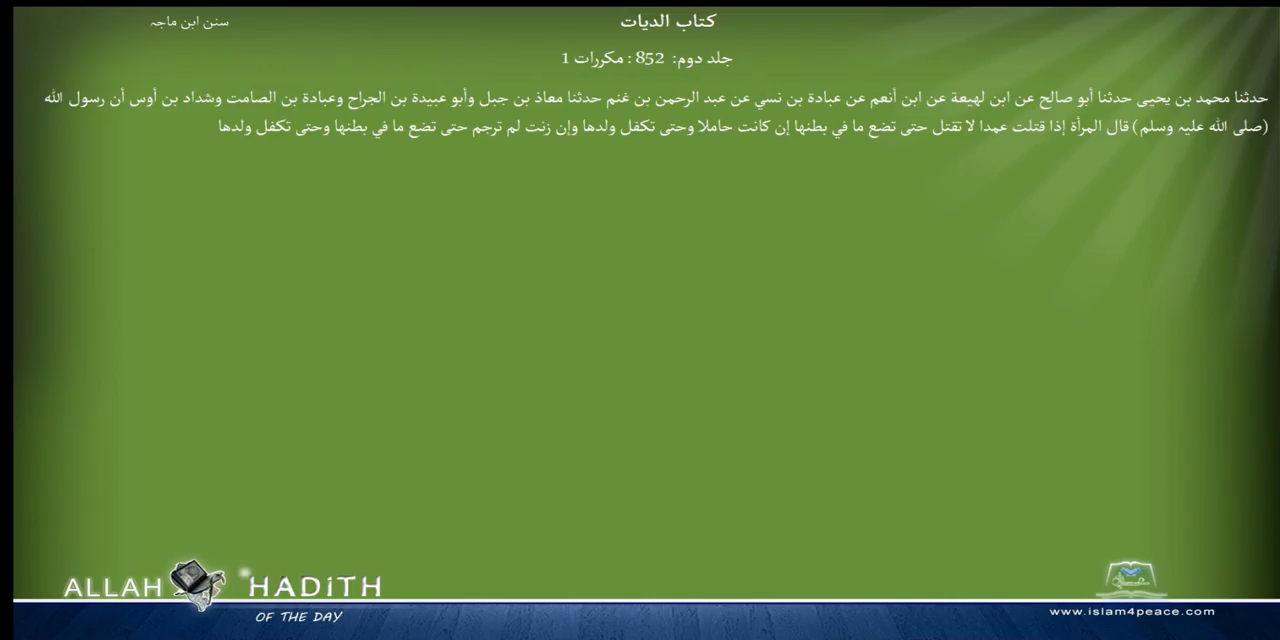 كتاب الديات
سنن ابن ماجہ
جلد دوم: 852 : مكررات 1
حدثنا محمد بن يحيى حدثنا أبو صالح عن ابن لهيعة عن ابن أنعم عن عبادة بن نسي عن عبد الرحمن بن غنم حدثنا معاذ بن جبل وأبو عبيدة بن الجراح وعبادة بن الصامت وشداد بن أوس أن رسول الله
(صلى الله عليہ وسلم) قال المرأة إذا قتلت عمدا لا تقتل حتى تضع ما في بطنها إن كانت حاملا وحتى تكفل ولدها وإن زنت لم ترجم حتى تضع ما في بطنها وحتى تكفل ولدها
ALLAH HADITH
OF THE DAY
www.islam4peace.com